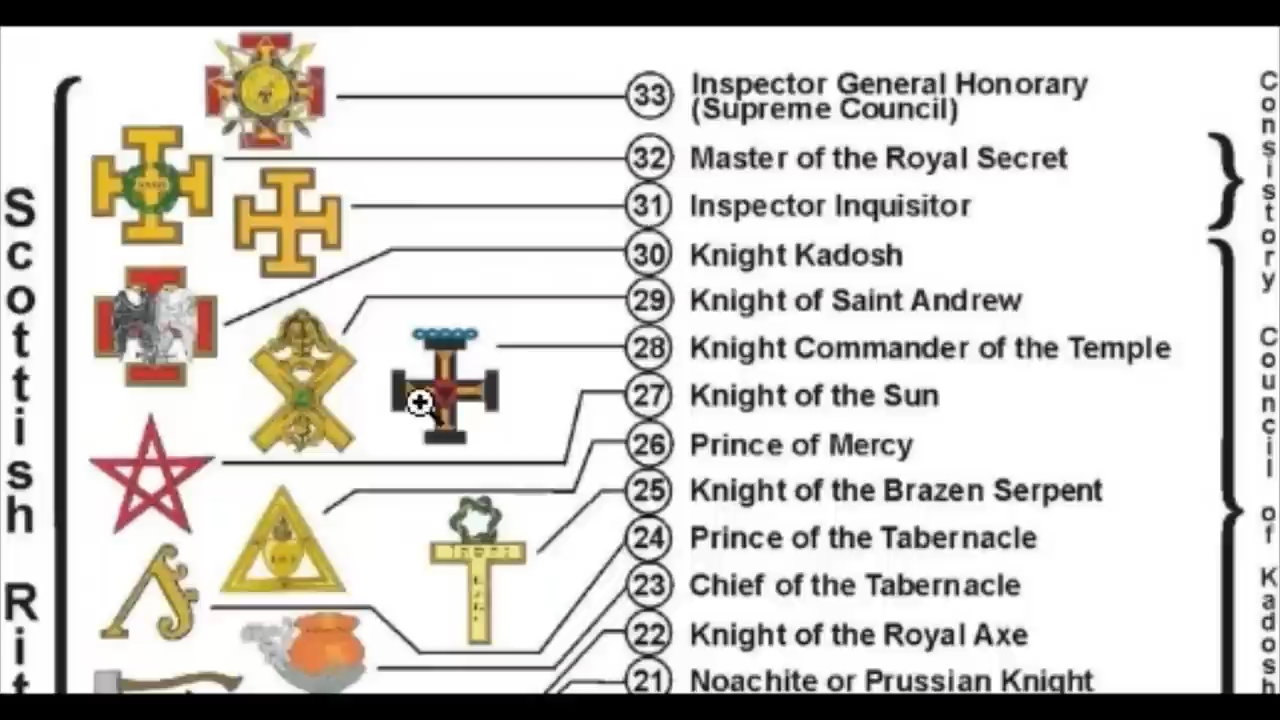 Scottish Rit
33 Inspector General Honorary
(Supreme Council)
32 Master of the Royal Secret
31 Inspector Inquisitor
30 Knight Kadosh
29 Knight of Saint Andrew
28 Knight Commander of the Temple
27 Knight of the Sun
26 Prince of Mercy
25 Knight of the Brazen Serpent
24 Prince of the Tabernacle
23 Chief of the Tabernacle
22 Knight of the Royal Axe
21 Noachite or Prussian Knight
Consistory
Council of Kadosh